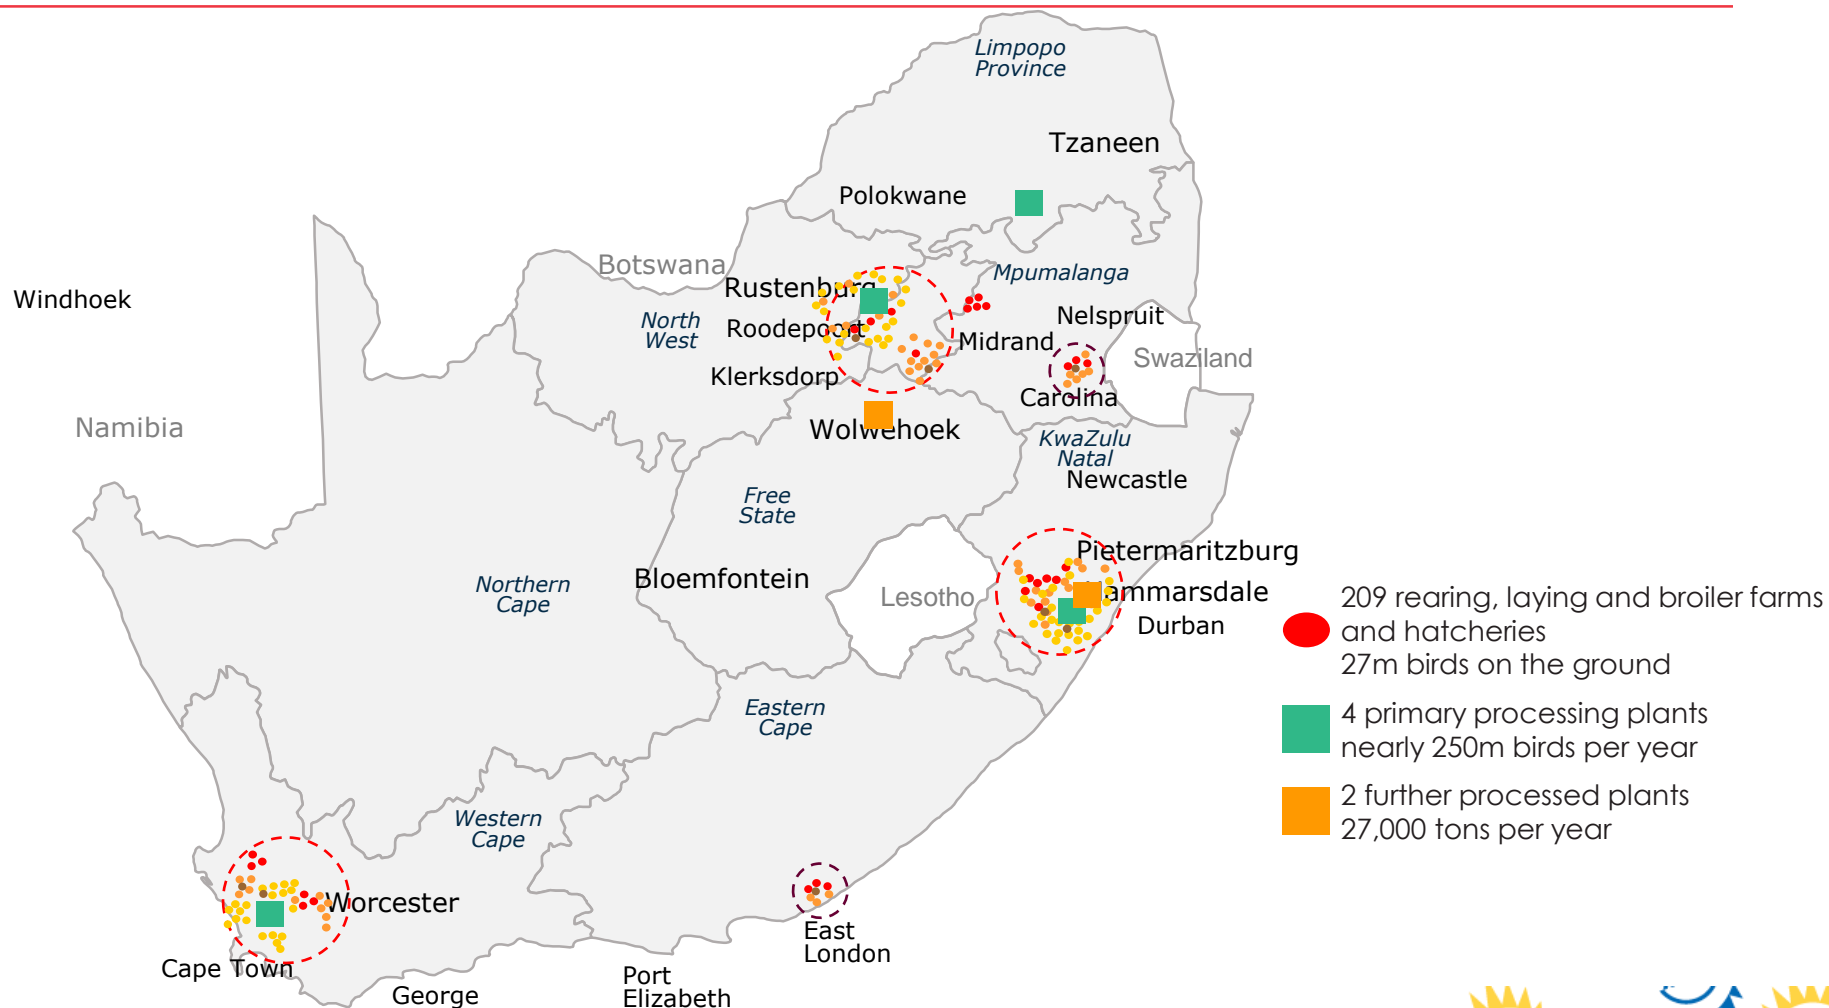 Limpopo
Province
Tzaneen
Polokwane
Botswana
Mpumalanga
Rustenburg
Windhoek
North
West
Nelspruit
Roodepoort
Midrand
Swaziland
Klerksdorp
Carolina
Namibia
Wolwehoek
KwaZulu
Natal
Newcastle
Free
State
Pietermaritzburg
Bloemfontein
Northern
Cape
Lesotho
Hammarsdale
Durban
209 rearing, laying and broiler farms
and hatcheries
27m birds on the ground
4 primary processing plants
nearly 250m birds per year
2 further processed plants
27,000 tons per year
Eastern
Cape
Western
Cape
Worcester
East
London
Cape Town
Port
Elizabeth
George